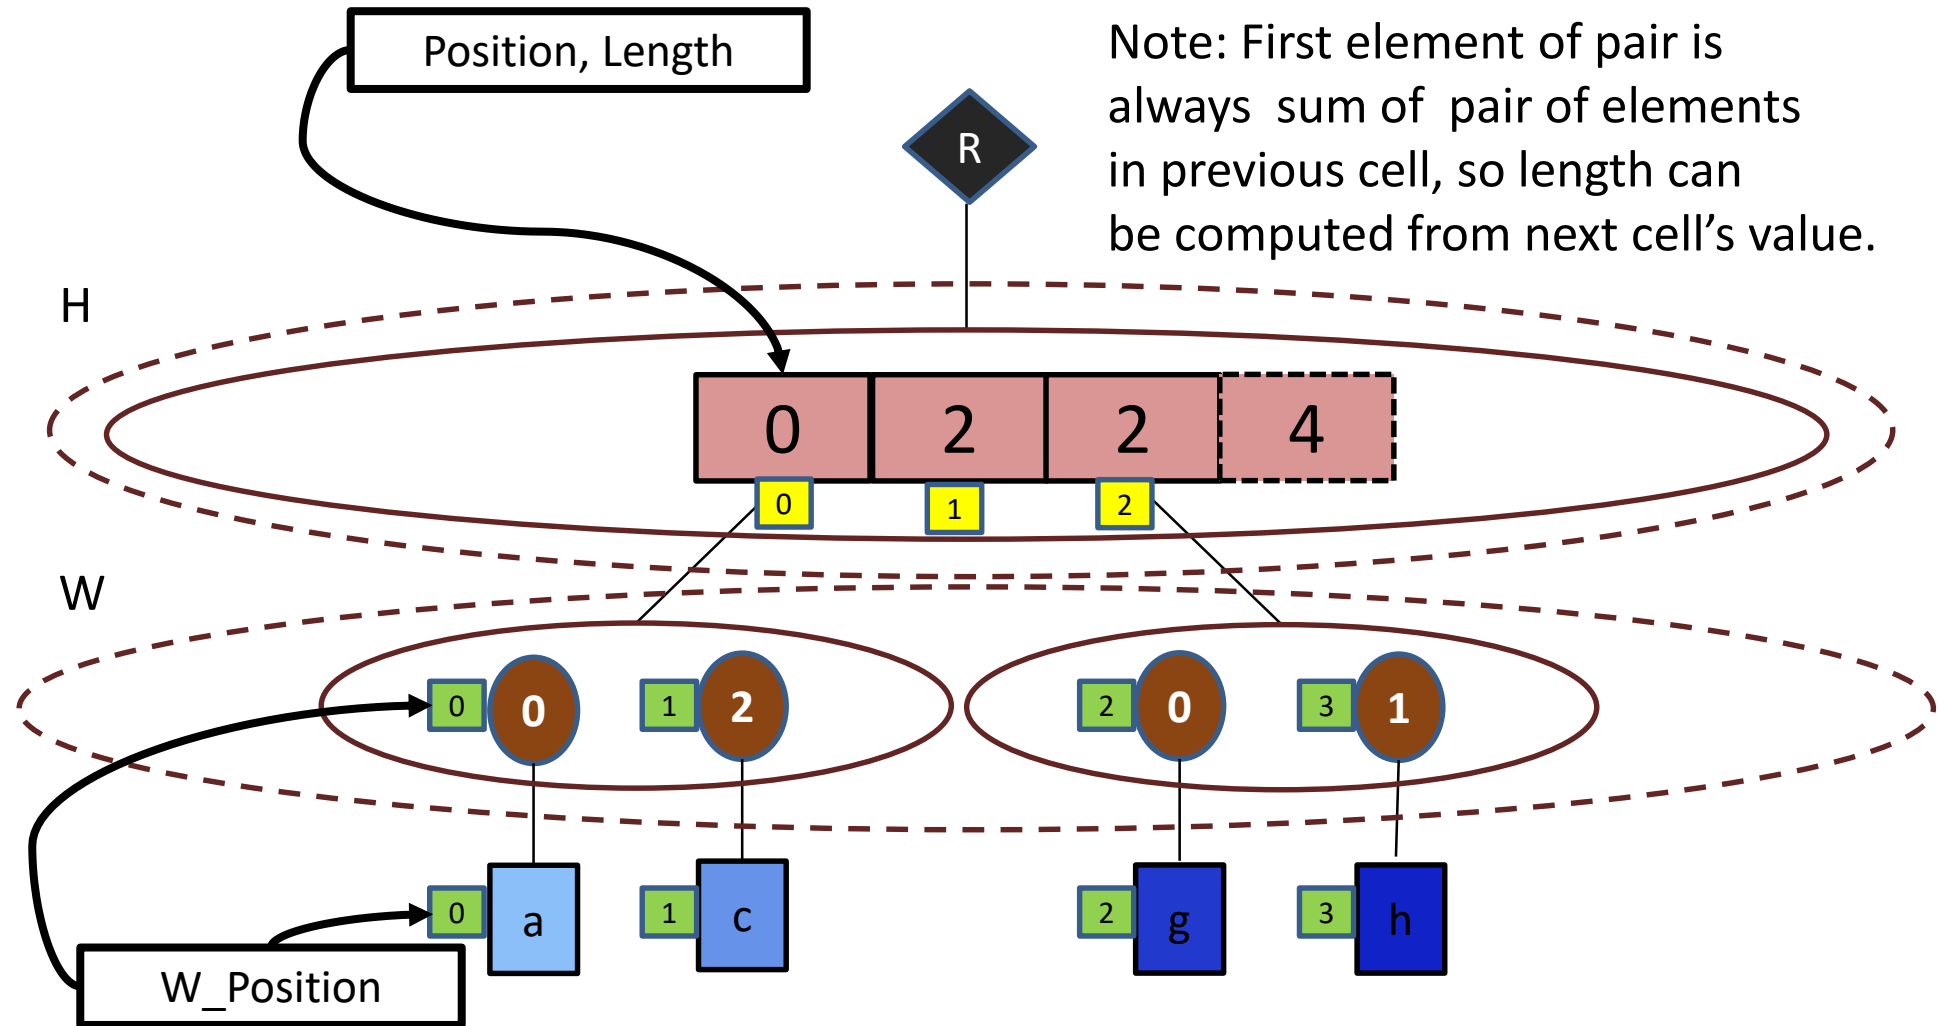 Position, Length
Note: First element of pair is
always sum of pair of elements
in previous cell, so length can
be computed from next cell’s value.
R
H
0 2 2 4
0 1 2
W
0 0 1 2 2 0 3 1
0 a 1 c 2 g 3 h
W_Position